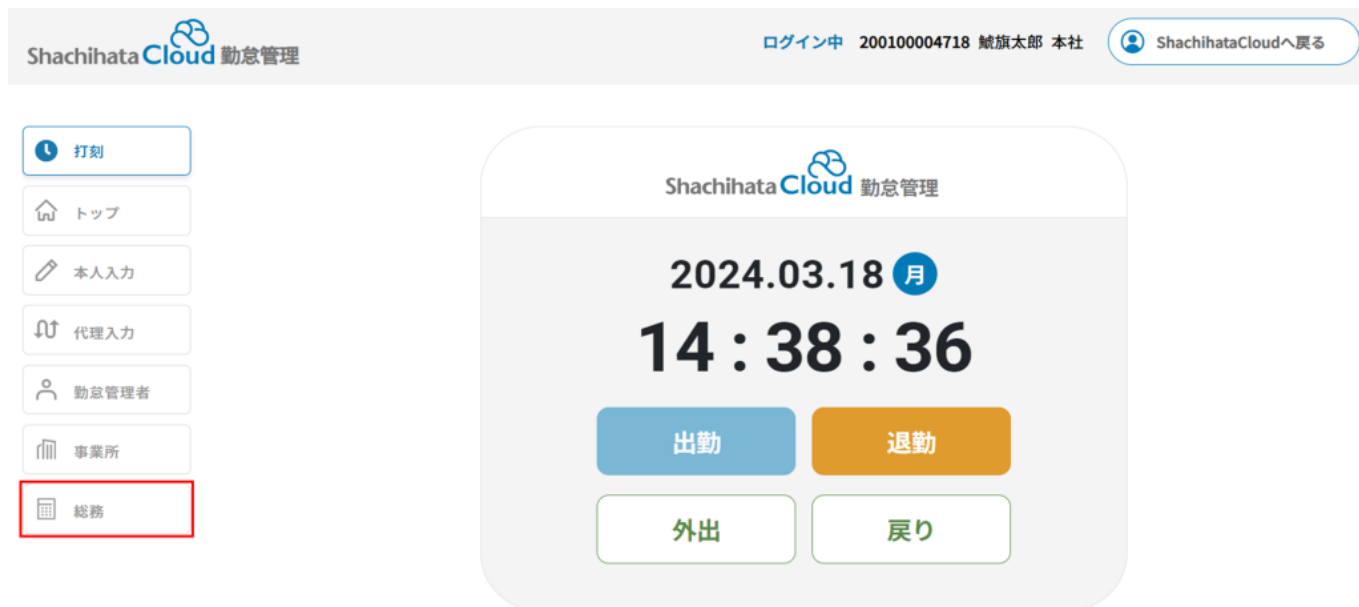 Shachihata Cloud 勤怠管理
ログイン中 200100004718 鯱旗太郎 本社
ShachihataCloudへ戻る
打刻
トップ
本人入力
代理入力
勤怠管理者
事業所
総務
Shachihata Cloud 勤怠管理
2024.03.18 月
14 : 38 : 36
出勤 退勤
外出 戻り